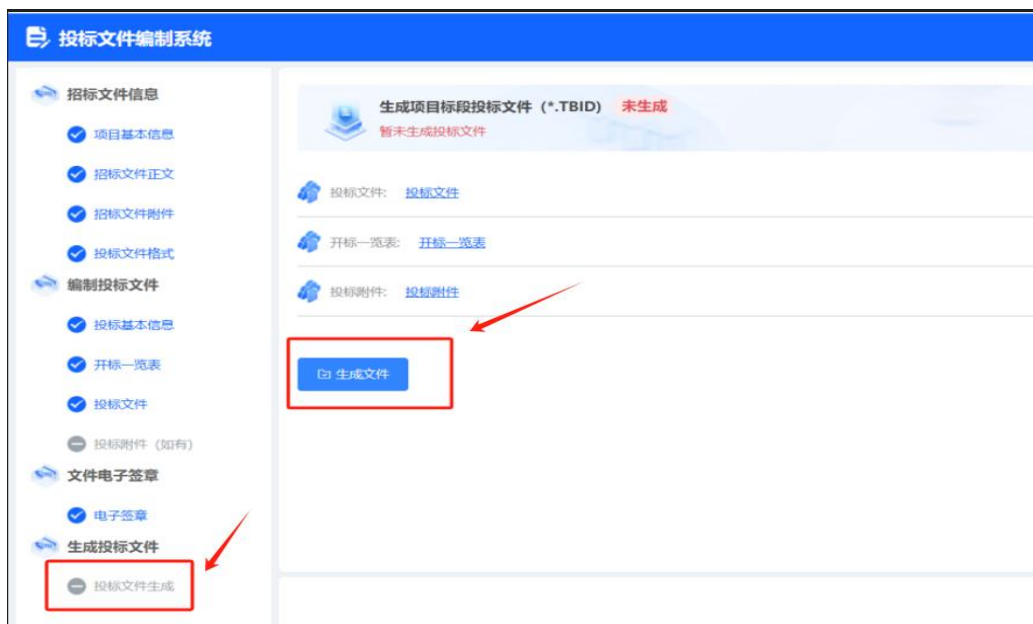 投标文件编制系统
招标文件信息
项目基本信息
招标文件正文
招标文件附件
投标文件格式
编制投标文件
投标基本信息
开标一览表
投标文件
投标附件（如有）
文件电子签章
电子签章
生成投标文件
投标文件生成
生成项目标段投标文件（*.TBID） 未生成
暂未生成投标文件
投标文件： 投标文件
开标一览表： 开标一览表
投标附件： 投标附件
生成文件